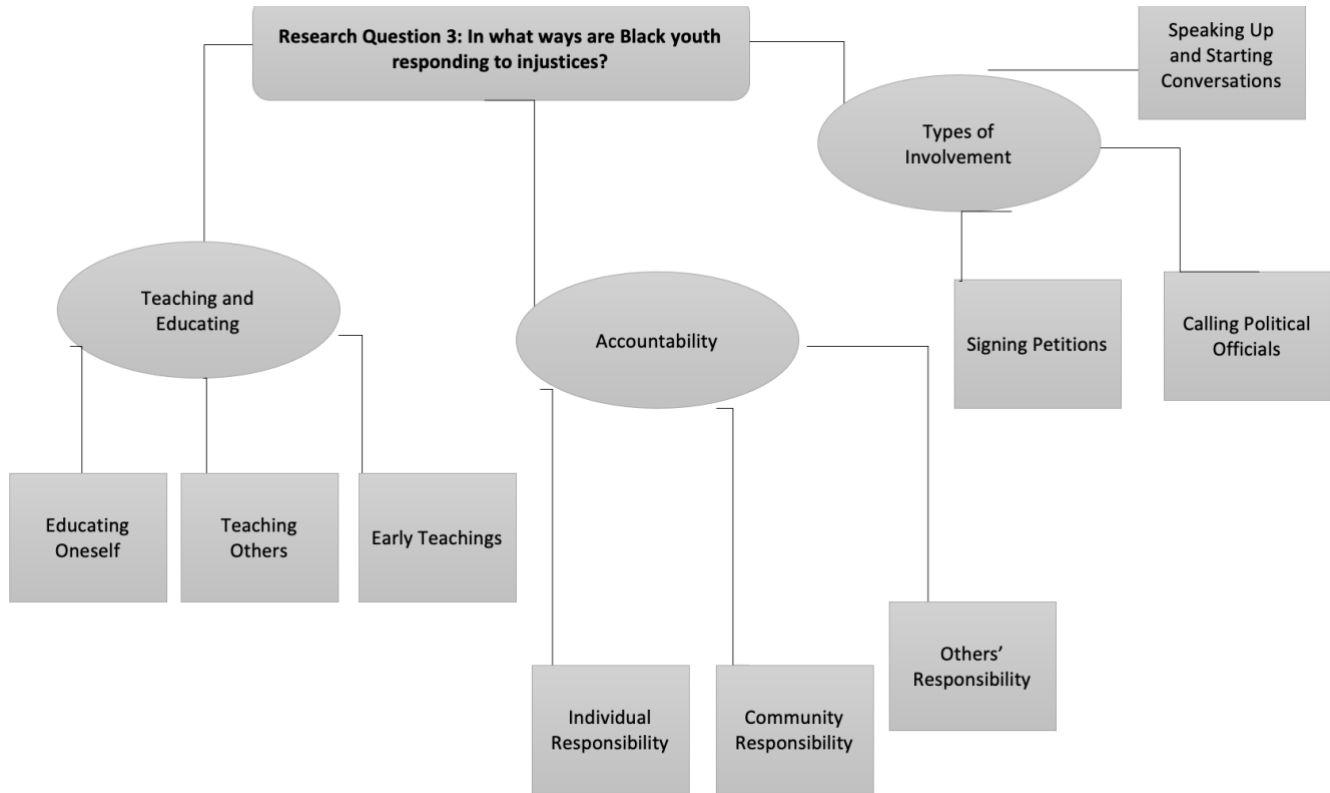 Research Question 3: In what ways are Black youth
responding to injustices?
Speaking Up
and Starting
Conversations
Types of
Involvement
Teaching and
Educating
Accountability
Signing Petitions
Calling Political
Officials
Educating
Oneself
Teaching
Others
Early Teachings
Others’
Responsibility
Individual
Responsibility
Community
Responsibility